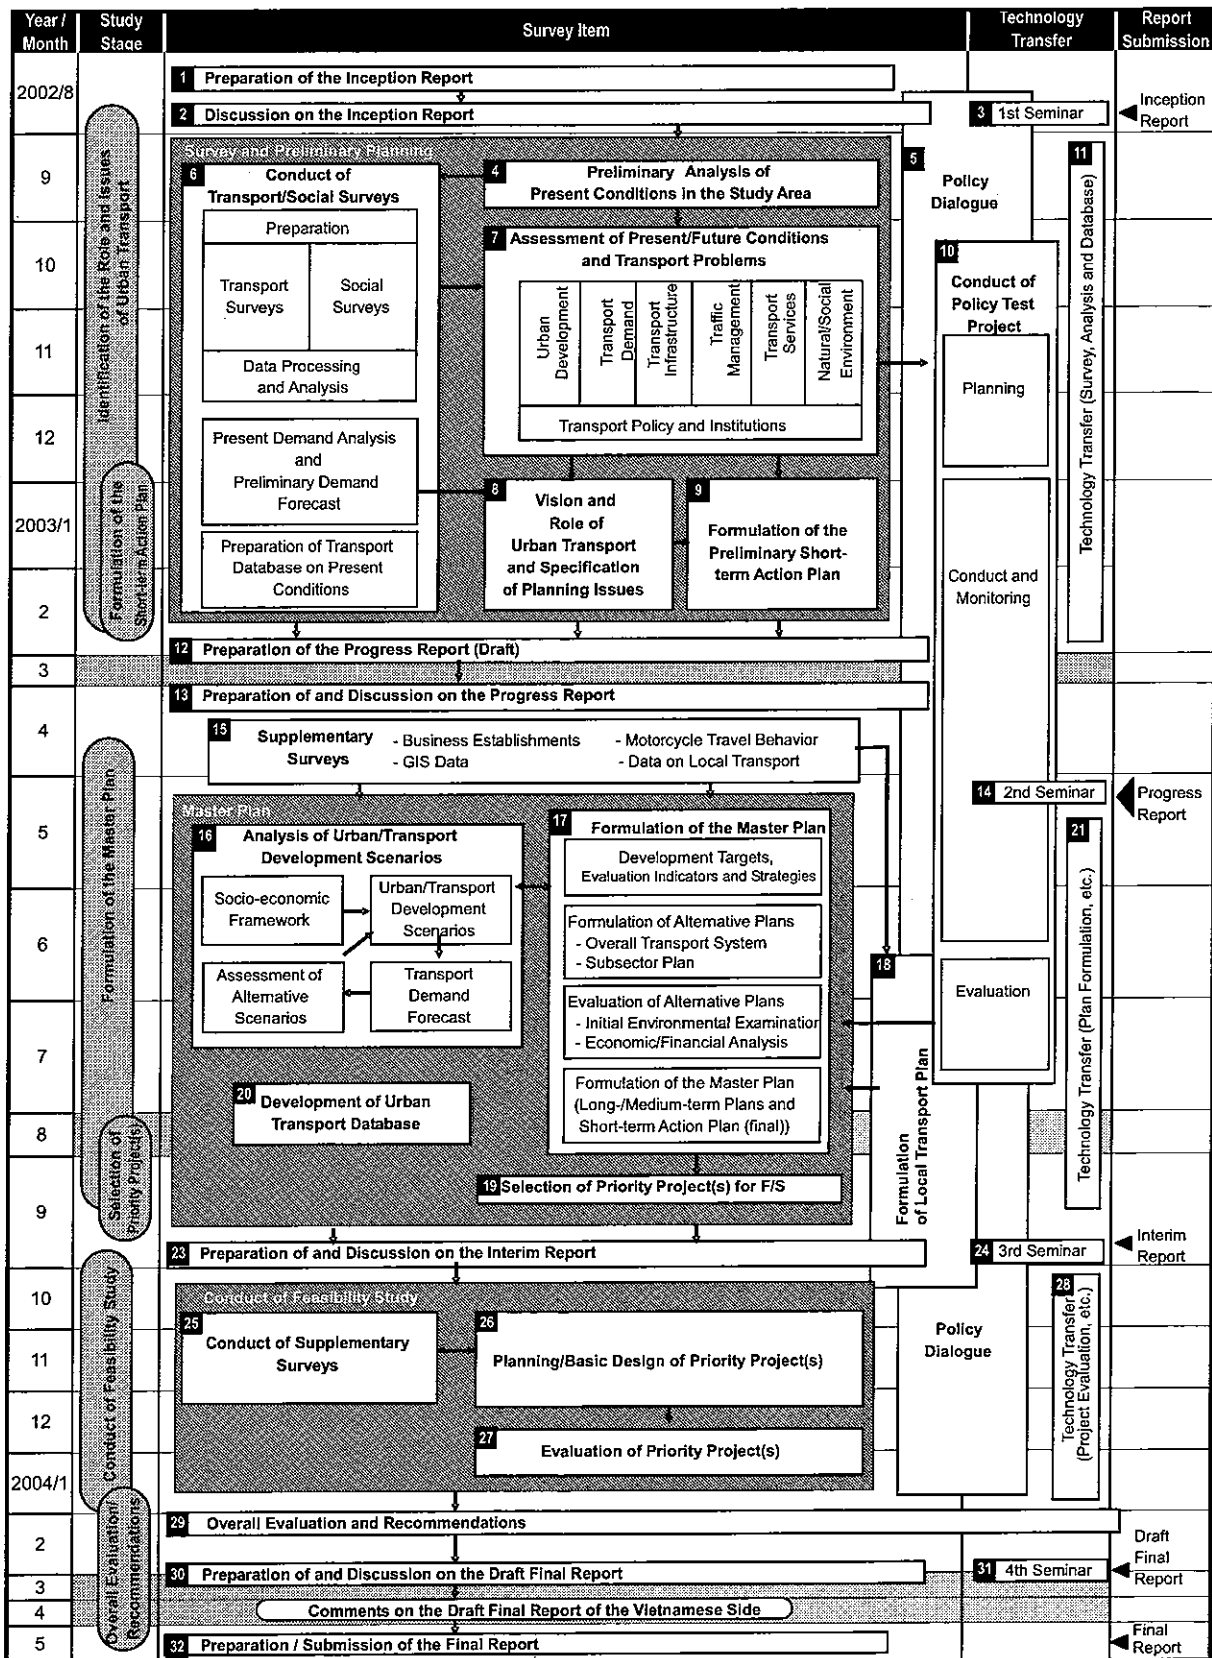 Year /
Month
Study
Stage
Survey Item
Technology
Transfer
Report
Submission
2002/8
9
10
11
12
2003/1
2
3
4
5
6
7
8
9
10
11
12
2004/1
2
3
4
5
Identification of the Role and Issues
of Urban Transport
Formulation of the
Short-term Action Plan
Formulation of the Master Plan
Selection of
Priority Project(s)
Conduct of Feasibility Study
Overall Evaluation/
Recommendations
1 Preparation of the Inception Report
2 Discussion on the Inception Report
3 1st Seminar
Inception
Report
Survey and Preliminary Planning
6 Conduct of
Transport/Social Surveys
Preparation
Transport
Surveys
Social
Surveys
Data Processing
and Analysis
Present Demand Analysis
and
Preliminary Demand
Forecast
Preparation of Transport
Database on Present
Conditions
4 Preliminary Analysis of
Present Conditions in the Study Area
7 Assessment of Present/Future Conditions
and Transport Problems
Urban
Development
Transport
Demand
Transport
Infrastructure
Traffic
Management
Transport
Services
Natural/Social
Environment
Transport Policy and Institutions
8 Vision and
Role of
Urban Transport
and Specification
of Planning Issues
9 Formulation of the
Preliminary Short-
term Action Plan
5 Policy
Dialogue
10 Conduct of
Policy Test
Project
Planning
Conduct and
Monitoring
Evaluation
11 Technology Transfer (Survey, Analysis and Database)
12 Preparation of the Progress Report (Draft)
13 Preparation of and Discussion on the Progress Report
15 Supplementary
Surveys
- Business Establishments
- GIS Data
- Motorcycle Travel Behavior
- Data on Local Transport
14 2nd Seminar
Progress
Report
Master Plan
16 Analysis of Urban/Transport
Development Scenarios
Socio-economic
Framework
Urban/Transport
Development
Scenarios
Assessment of
Alternative
Scenarios
Transport
Demand
Forecast
17 Formulation of the Master Plan
Development Targets,
Evaluation Indicators and Strategies
Formulation of Alternative Plans
- Overall Transport System
- Subsector Plan
Evaluation of Alternative Plans
- Initial Environmental Examination
- Economic/Financial Analysis
Formulation of the Master Plan
(Long-/Medium-term Plans and
Short-term Action Plan (final))
18 Formulation
of Local Transport Plan
20 Development of Urban
Transport Database
19 Selection of Priority Project(s) for F/S
21 Technology Transfer (Plan Formulation, etc.)
23 Preparation of and Discussion on the Interim Report
24 3rd Seminar
Interim
Report
Conduct of Feasibility Study
25 Conduct of Supplementary
Surveys
26 Planning/Basic Design of Priority Project(s)
27 Evaluation of Priority Project(s)
Policy
Dialogue
28 Technology Transfer
(Project Evaluation, etc.)
29 Overall Evaluation and Recommendations
30 Preparation of and Discussion on the Draft Final Report
31 4th Seminar
Draft
Final
Report
Comments on the Draft Final Report of the Vietnamese Side
32 Preparation / Submission of the Final Report
Final
Report